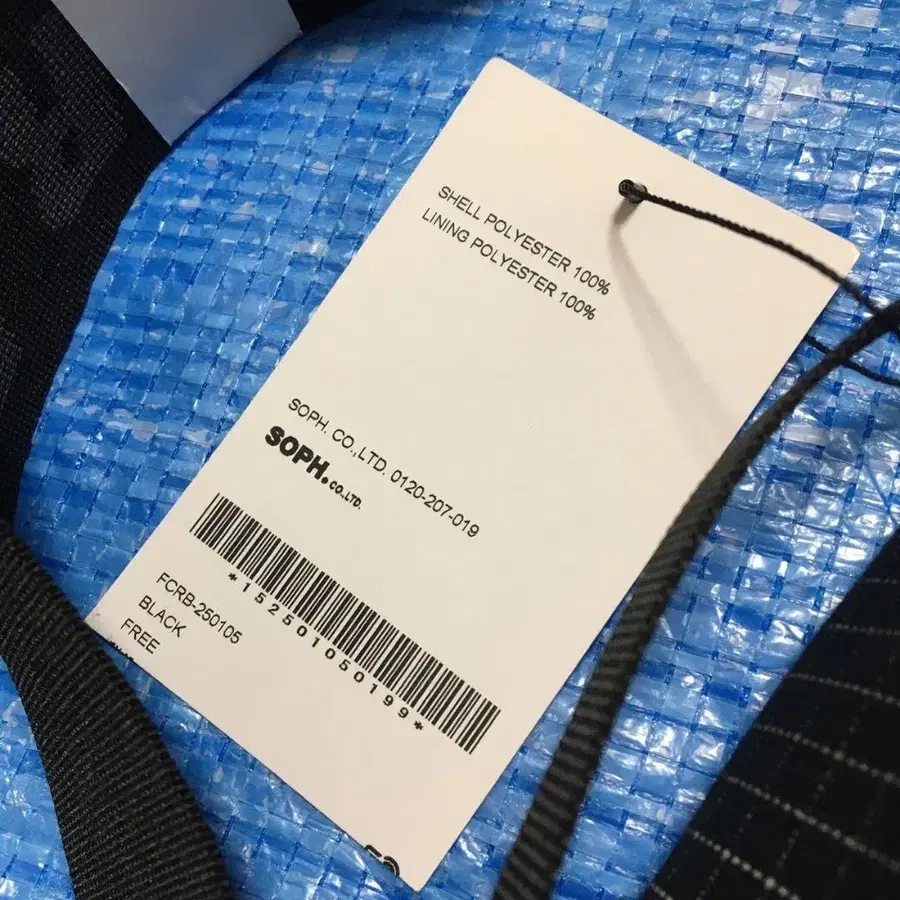 SHELL POLYESTER 100%
LINING POLYESTER 100%
SOPH. CO.,LTD. 0120-207-019
SOPH. CO.,LTD.
*152501050199*
FCRB-250105
BLACK
FREE